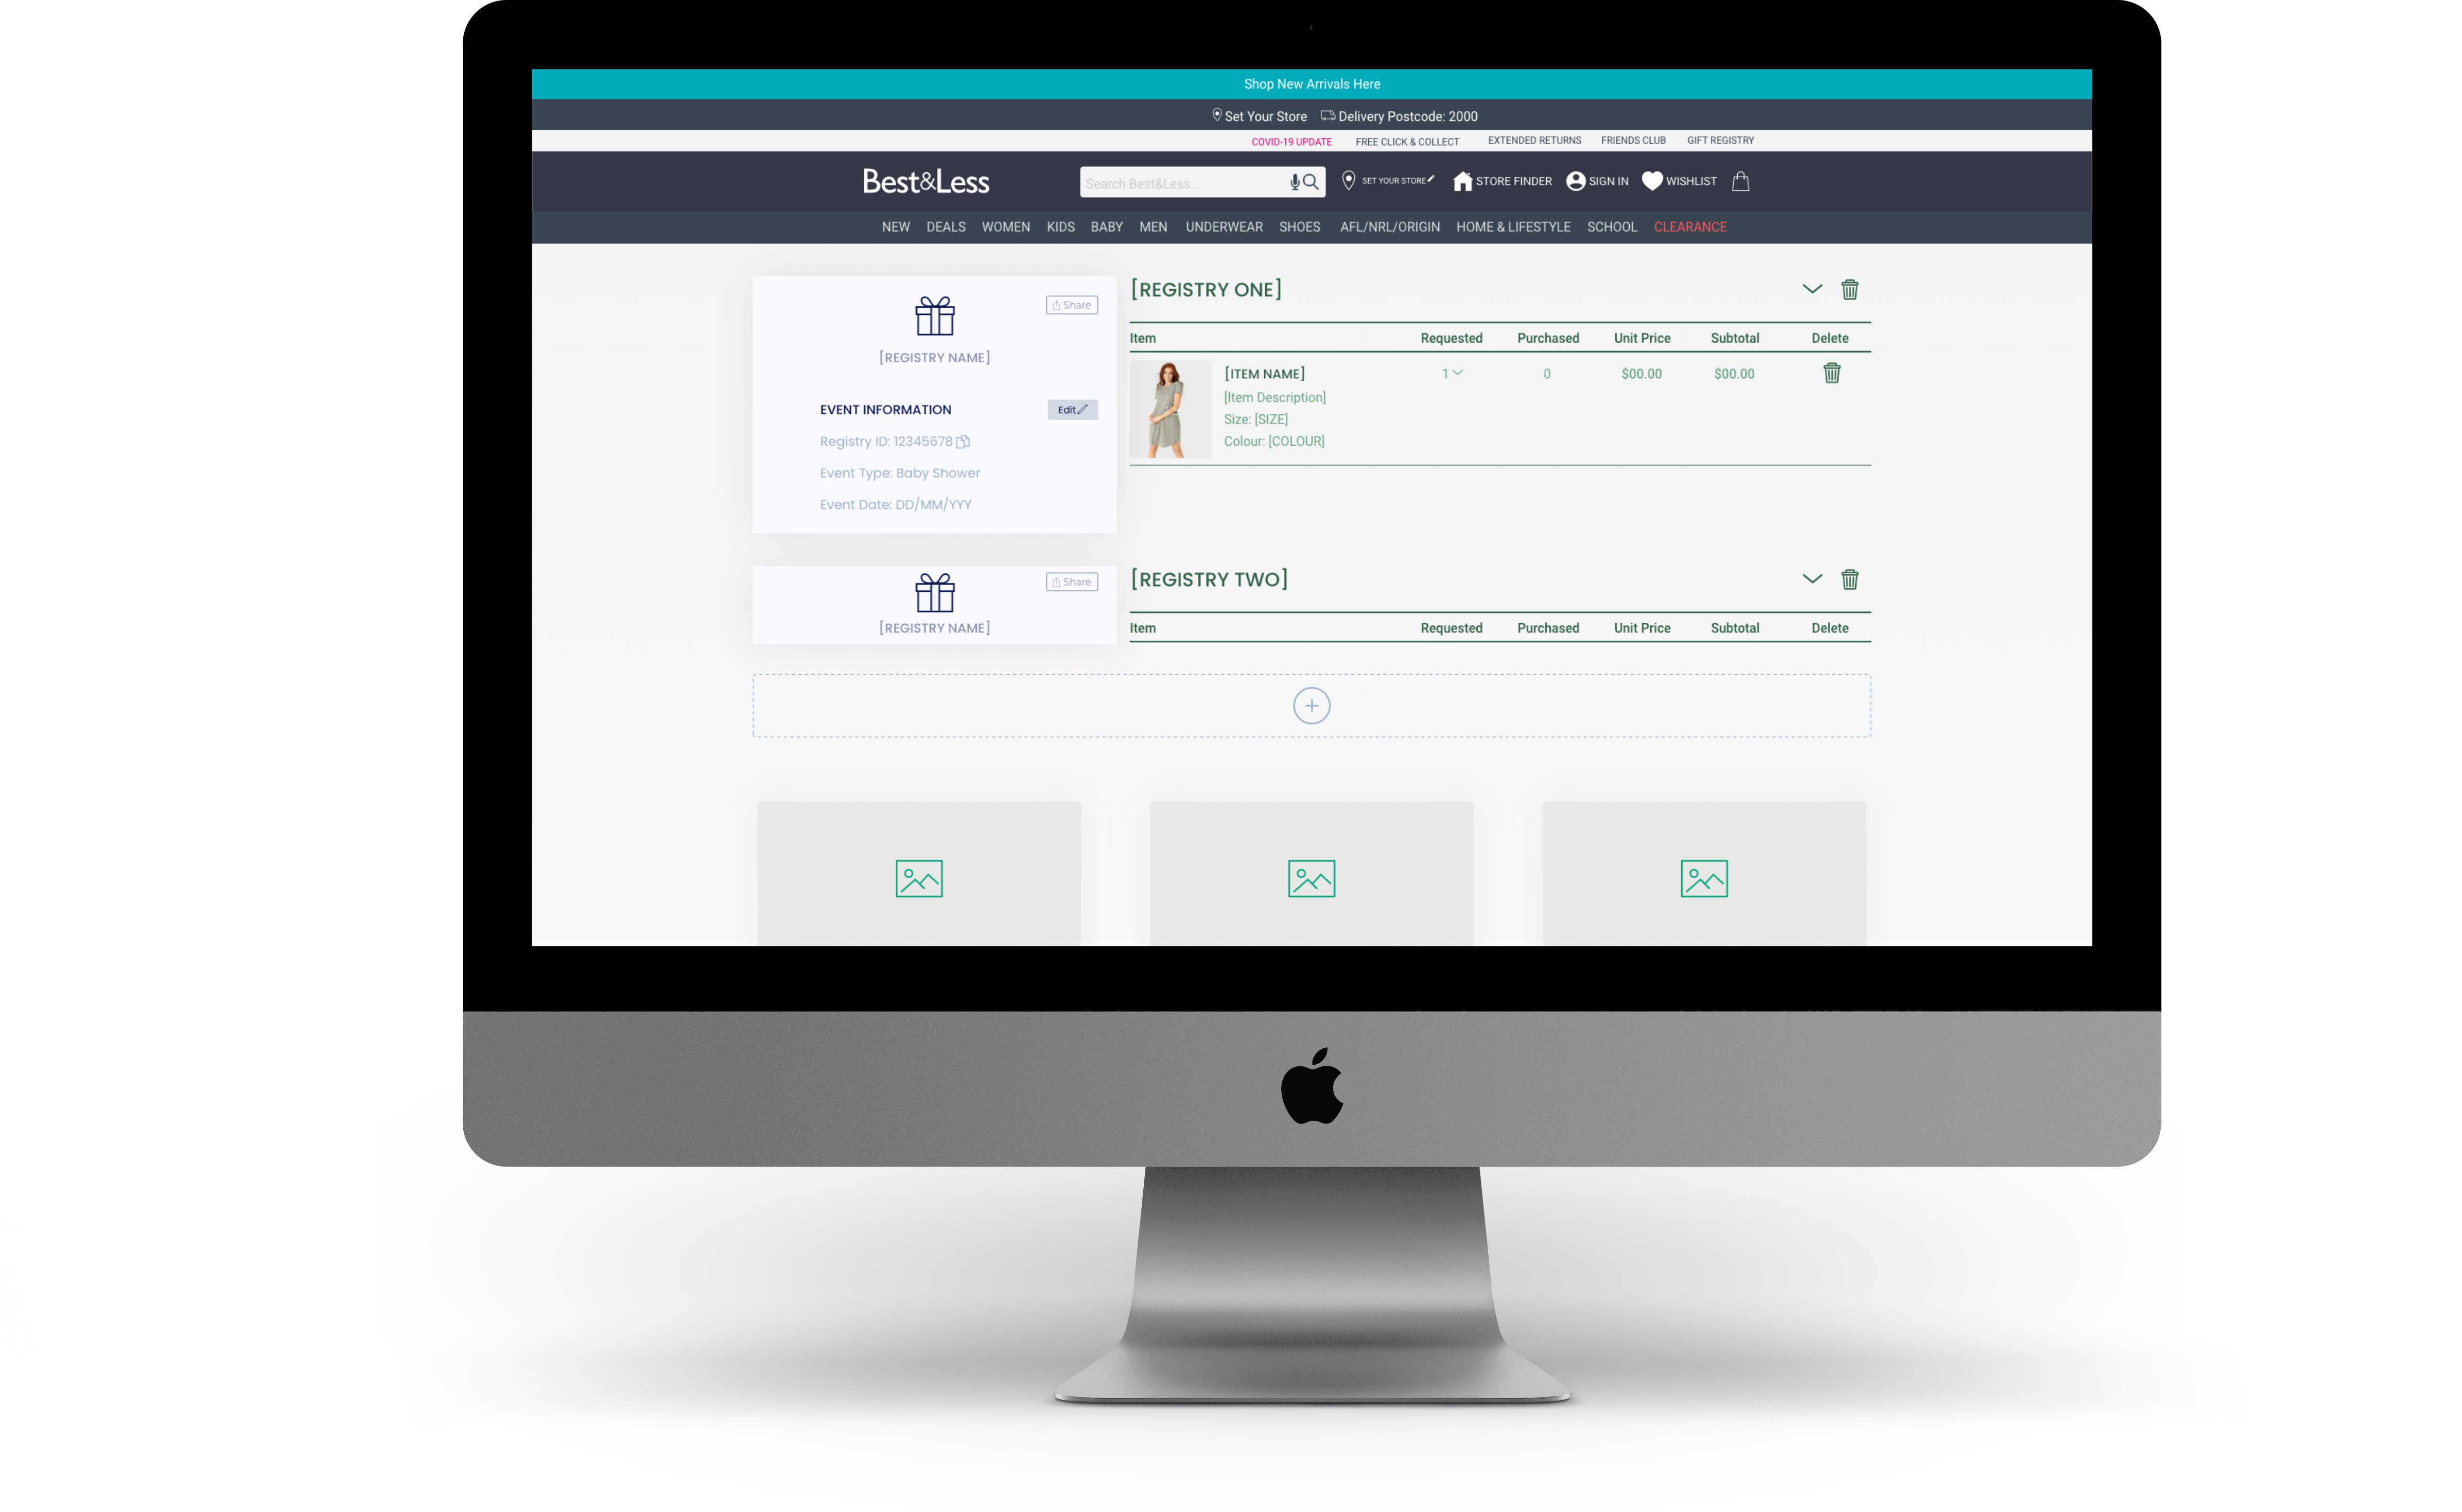 Shop New Arrivals Here
Set Your Store Delivery Postcode: 2000
COVID-19 UPDATE FREE CLICK & COLLECT EXTENDED RETURNS FRIENDS CLUB GIFT REGISTRY
Best&Less
Search Best&Less...
SET YOUR STORE
STORE FINDER
SIGN IN
WISHLIST
NEW DEALS WOMEN KIDS BABY MEN UNDERWEAR SHOES AFL/NRL/ORIGIN HOME & LIFESTYLE SCHOOL CLEARANCE
Share
[REGISTRY NAME]
EVENT INFORMATION
Edit
Registry ID: 12345678
Event Type: Baby Shower
Event Date: DD/MM/YYY
[REGISTRY ONE]
Item Requested Purchased Unit Price Subtotal Delete
[ITEM NAME] 1 0 $00.00 $00.00
[Item Description]
Size: [SIZE]
Colour: [COLOUR]
Share
[REGISTRY NAME]
[REGISTRY TWO]
Item Requested Purchased Unit Price Subtotal Delete